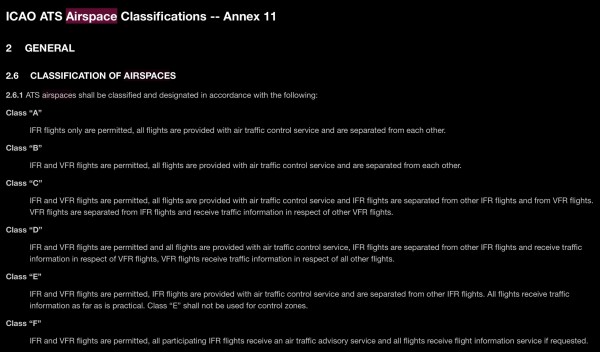 ICAO ATS Airspace Classifications -- Annex 11
2 GENERAL
2.6 CLASSIFICATION OF AIRSPACES
2.6.1 ATS airspaces shall be classified and designated in accordance with the following:
Class “A”
IFR flights only are permitted, all flights are provided with air traffic control service and are separated from each other.
Class “B”
IFR and VFR flights are permitted, all flights are provided with air traffic control service and are separated from each other.
Class “C”
IFR and VFR flights are permitted, all flights are provided with air traffic control service and IFR flights are separated from other IFR flights and from VFR flights.
VFR flights are separated from IFR flights and receive traffic information in respect of other VFR flights.
Class “D”
IFR and VFR flights are permitted and all flights are provided with air traffic control service, IFR flights are separated from other IFR flights and receive traffic
information in respect of VFR flights, VFR flights receive traffic information in respect of all other flights.
Class “E”
IFR and VFR flights are permitted, IFR flights are provided with air traffic control service and are separated from other IFR flights. All flights receive traffic
information as far as is practical. Class “E” shall not be used for control zones.
Class “F”
IFR and VFR flights are permitted, all participating IFR flights receive an air traffic advisory service and all flights receive flight information service if requested.